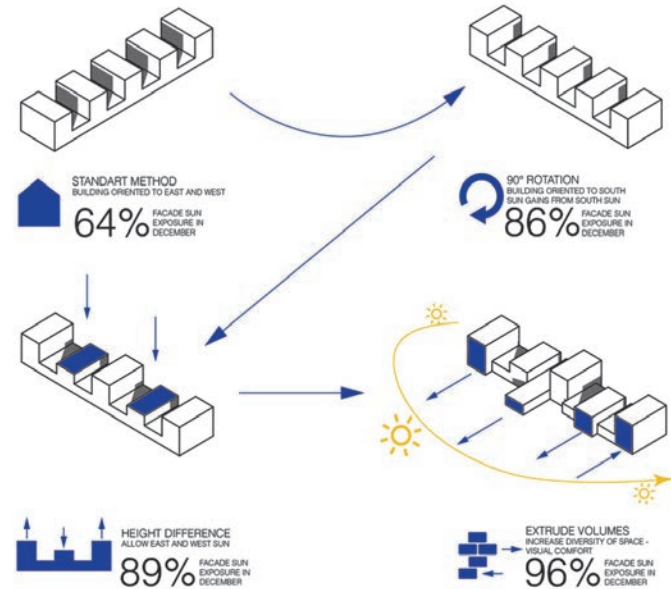 STANDART METHOD
BUILDING ORIENTED TO EAST AND WEST
64% FACADE SUN
EXPOSURE IN
DECEMBER
90° ROTATION
BUILDING ORIENTED TO SOUTH
SUN GAINS FROM SOUTH SUN
86% FACADE SUN
EXPOSURE IN
DECEMBER
HEIGHT DIFFERENCE
ALLOW EAST AND WEST SUN
89% FACADE SUN
EXPOSURE IN
DECEMBER
EXTRUDE VOLUMES
INCREASE DIVERSITY OF SPACE -
VISUAL COMFORT
96% FACADE SUN
EXPOSURE IN
DECEMBER